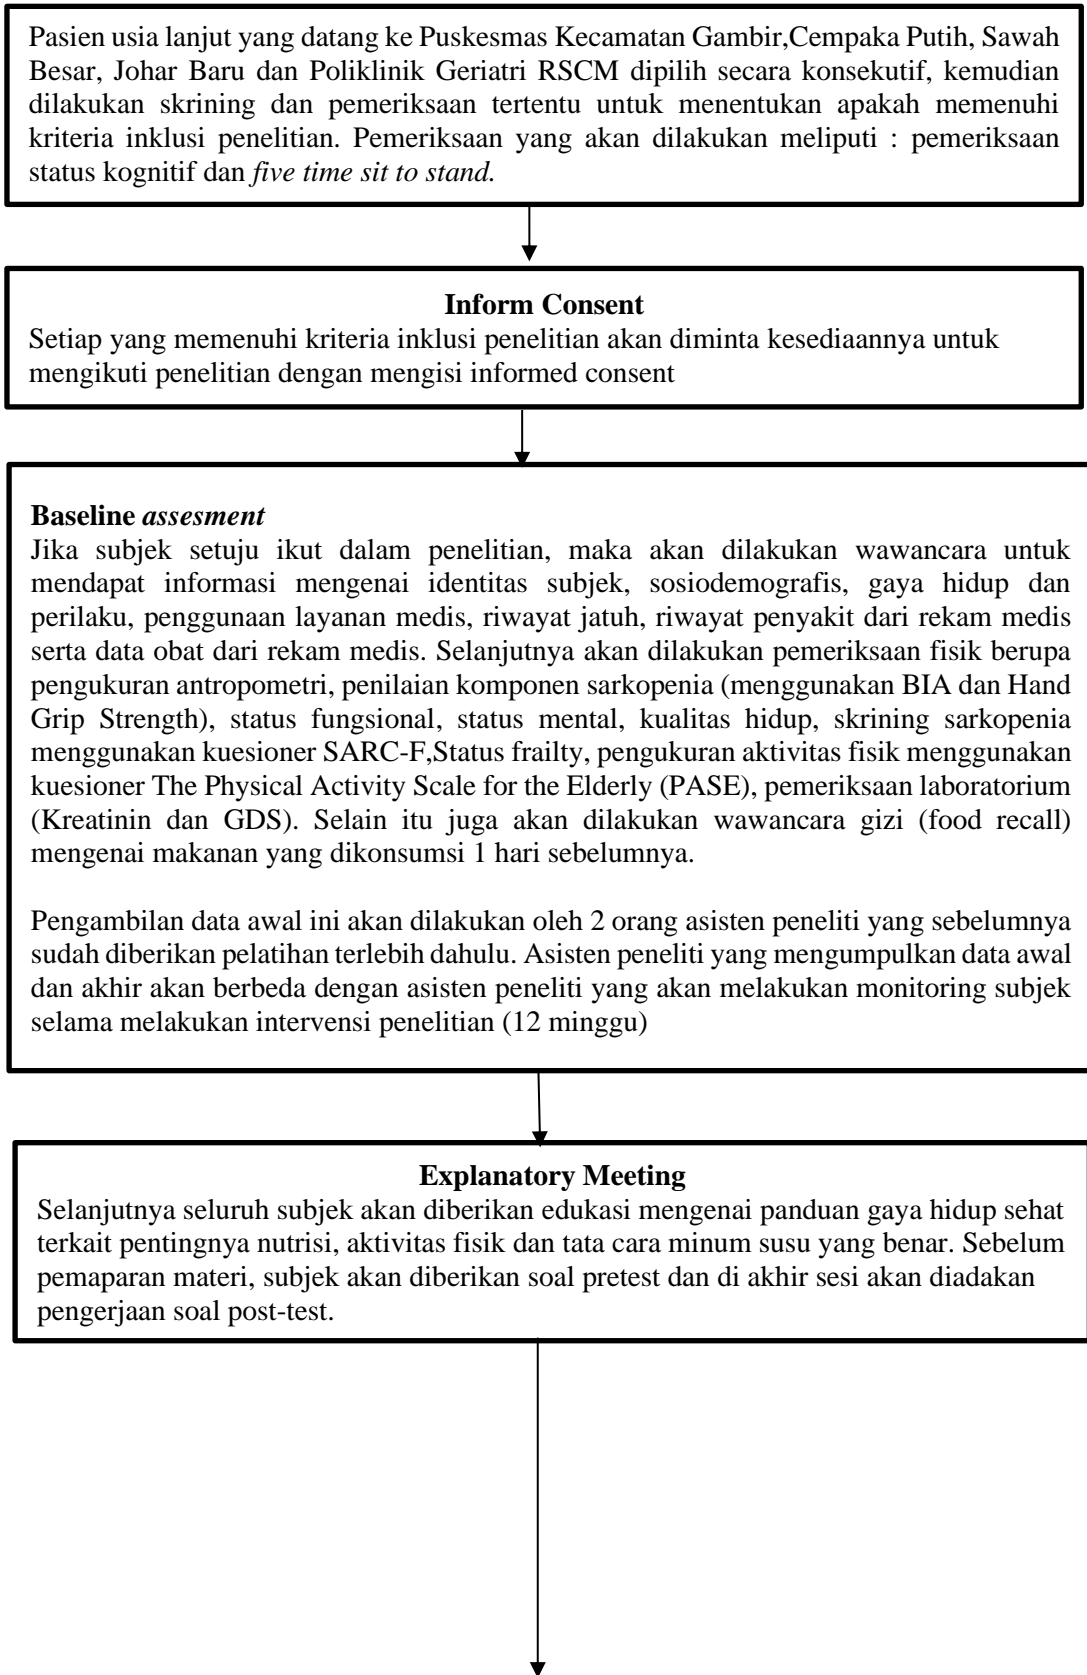 Pasien usia lanjut yang datang ke Puskesmas Kecamatan Gambir,Cempaka Putih, Sawah
Besar, Johar Baru dan Poliklinik Geriatri RSCM dipilih secara konsekutif, kemudian
dilakukan skrining dan pemeriksaan tertentu untuk menentukan apakah memenuhi
kriteria inklusi penelitian. Pemeriksaan yang akan dilakukan meliputi : pemeriksaan
status kognitif dan five time sit to stand.
Inform Consent
Setiap yang memenuhi kriteria inklusi penelitian akan diminta kesediaannya untuk
mengikuti penelitian dengan mengisi informed consent
Baseline assesment
Jika subjek setuju ikut dalam penelitian, maka akan dilakukan wawancara untuk
mendapat informasi mengenai identitas subjek, sosiodemografis, gaya hidup dan
perilaku, penggunaan layanan medis, riwayat jatuh, riwayat penyakit dari rekam medis
serta data obat dari rekam medis. Selanjutnya akan dilakukan pemeriksaan fisik berupa
pengukuran antropometri, penilaian komponen sarkopenia (menggunakan BIA dan Hand
Grip Strength), status fungsional, status mental, kualitas hidup, skrining sarkopenia
menggunakan kuesioner SARC-F,Status frailty, pengukuran aktivitas fisik menggunakan
kuesioner The Physical Activity Scale for the Elderly (PASE), pemeriksaan laboratorium
(Kreatinin dan GDS). Selain itu juga akan dilakukan wawancara gizi (food recall)
mengenai makanan yang dikonsumsi 1 hari sebelumnya.
Pengambilan data awal ini akan dilakukan oleh 2 orang asisten peneliti yang sebelumnya
sudah diberikan pelatihan terlebih dahulu. Asisten peneliti yang mengumpulkan data awal
dan akhir akan berbeda dengan asisten peneliti yang akan melakukan monitoring subjek
selama melakukan intervensi penelitian (12 minggu)
Explanatory Meeting
Selanjutnya seluruh subjek akan diberikan edukasi mengenai panduan gaya hidup sehat
terkait pentingnya nutrisi, aktivitas fisik dan tata cara minum susu yang benar. Sebelum
pemaparan materi, subjek akan diberikan soal pretest dan di akhir sesi akan diadakan
pengerjaan soal post-test.